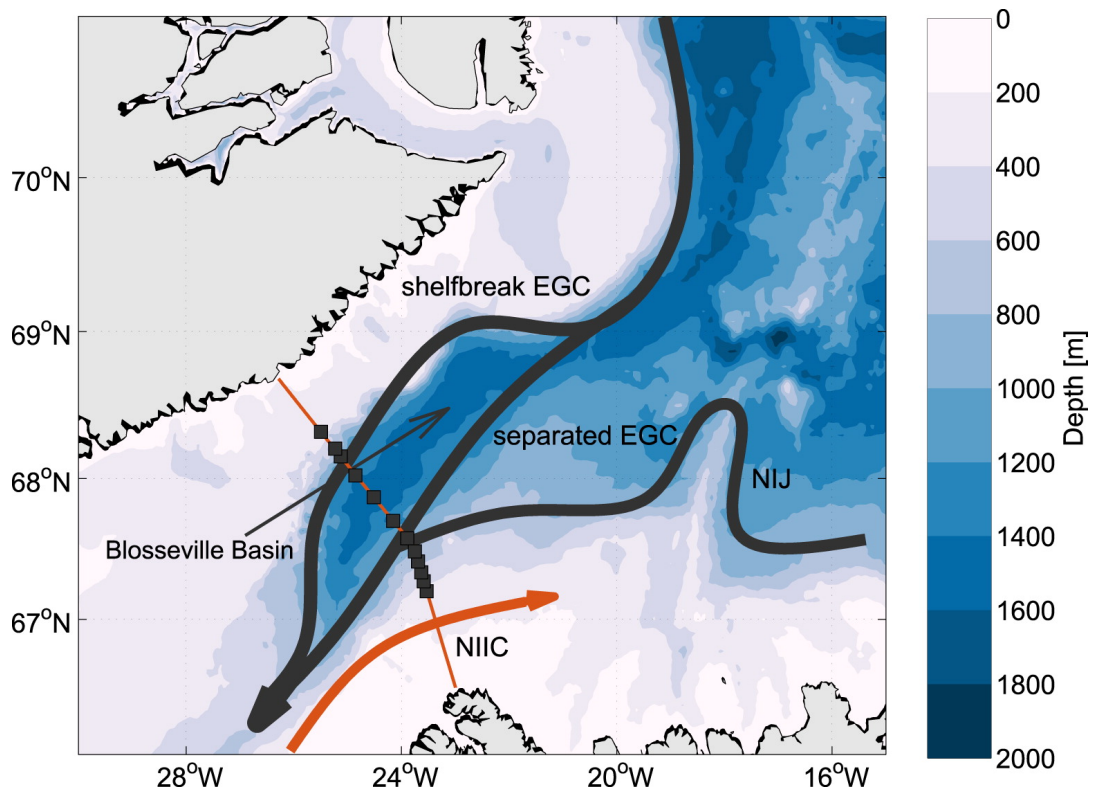 70°N
69°N
68°N
67°N
28°W
24°W
20°W
16°W
shelfbreak EGC
separated EGC
NIJ
Blosseville Basin
NIIC
0
200
400
600
800
1000
1200
1400
1600
1800
2000
Depth [m]